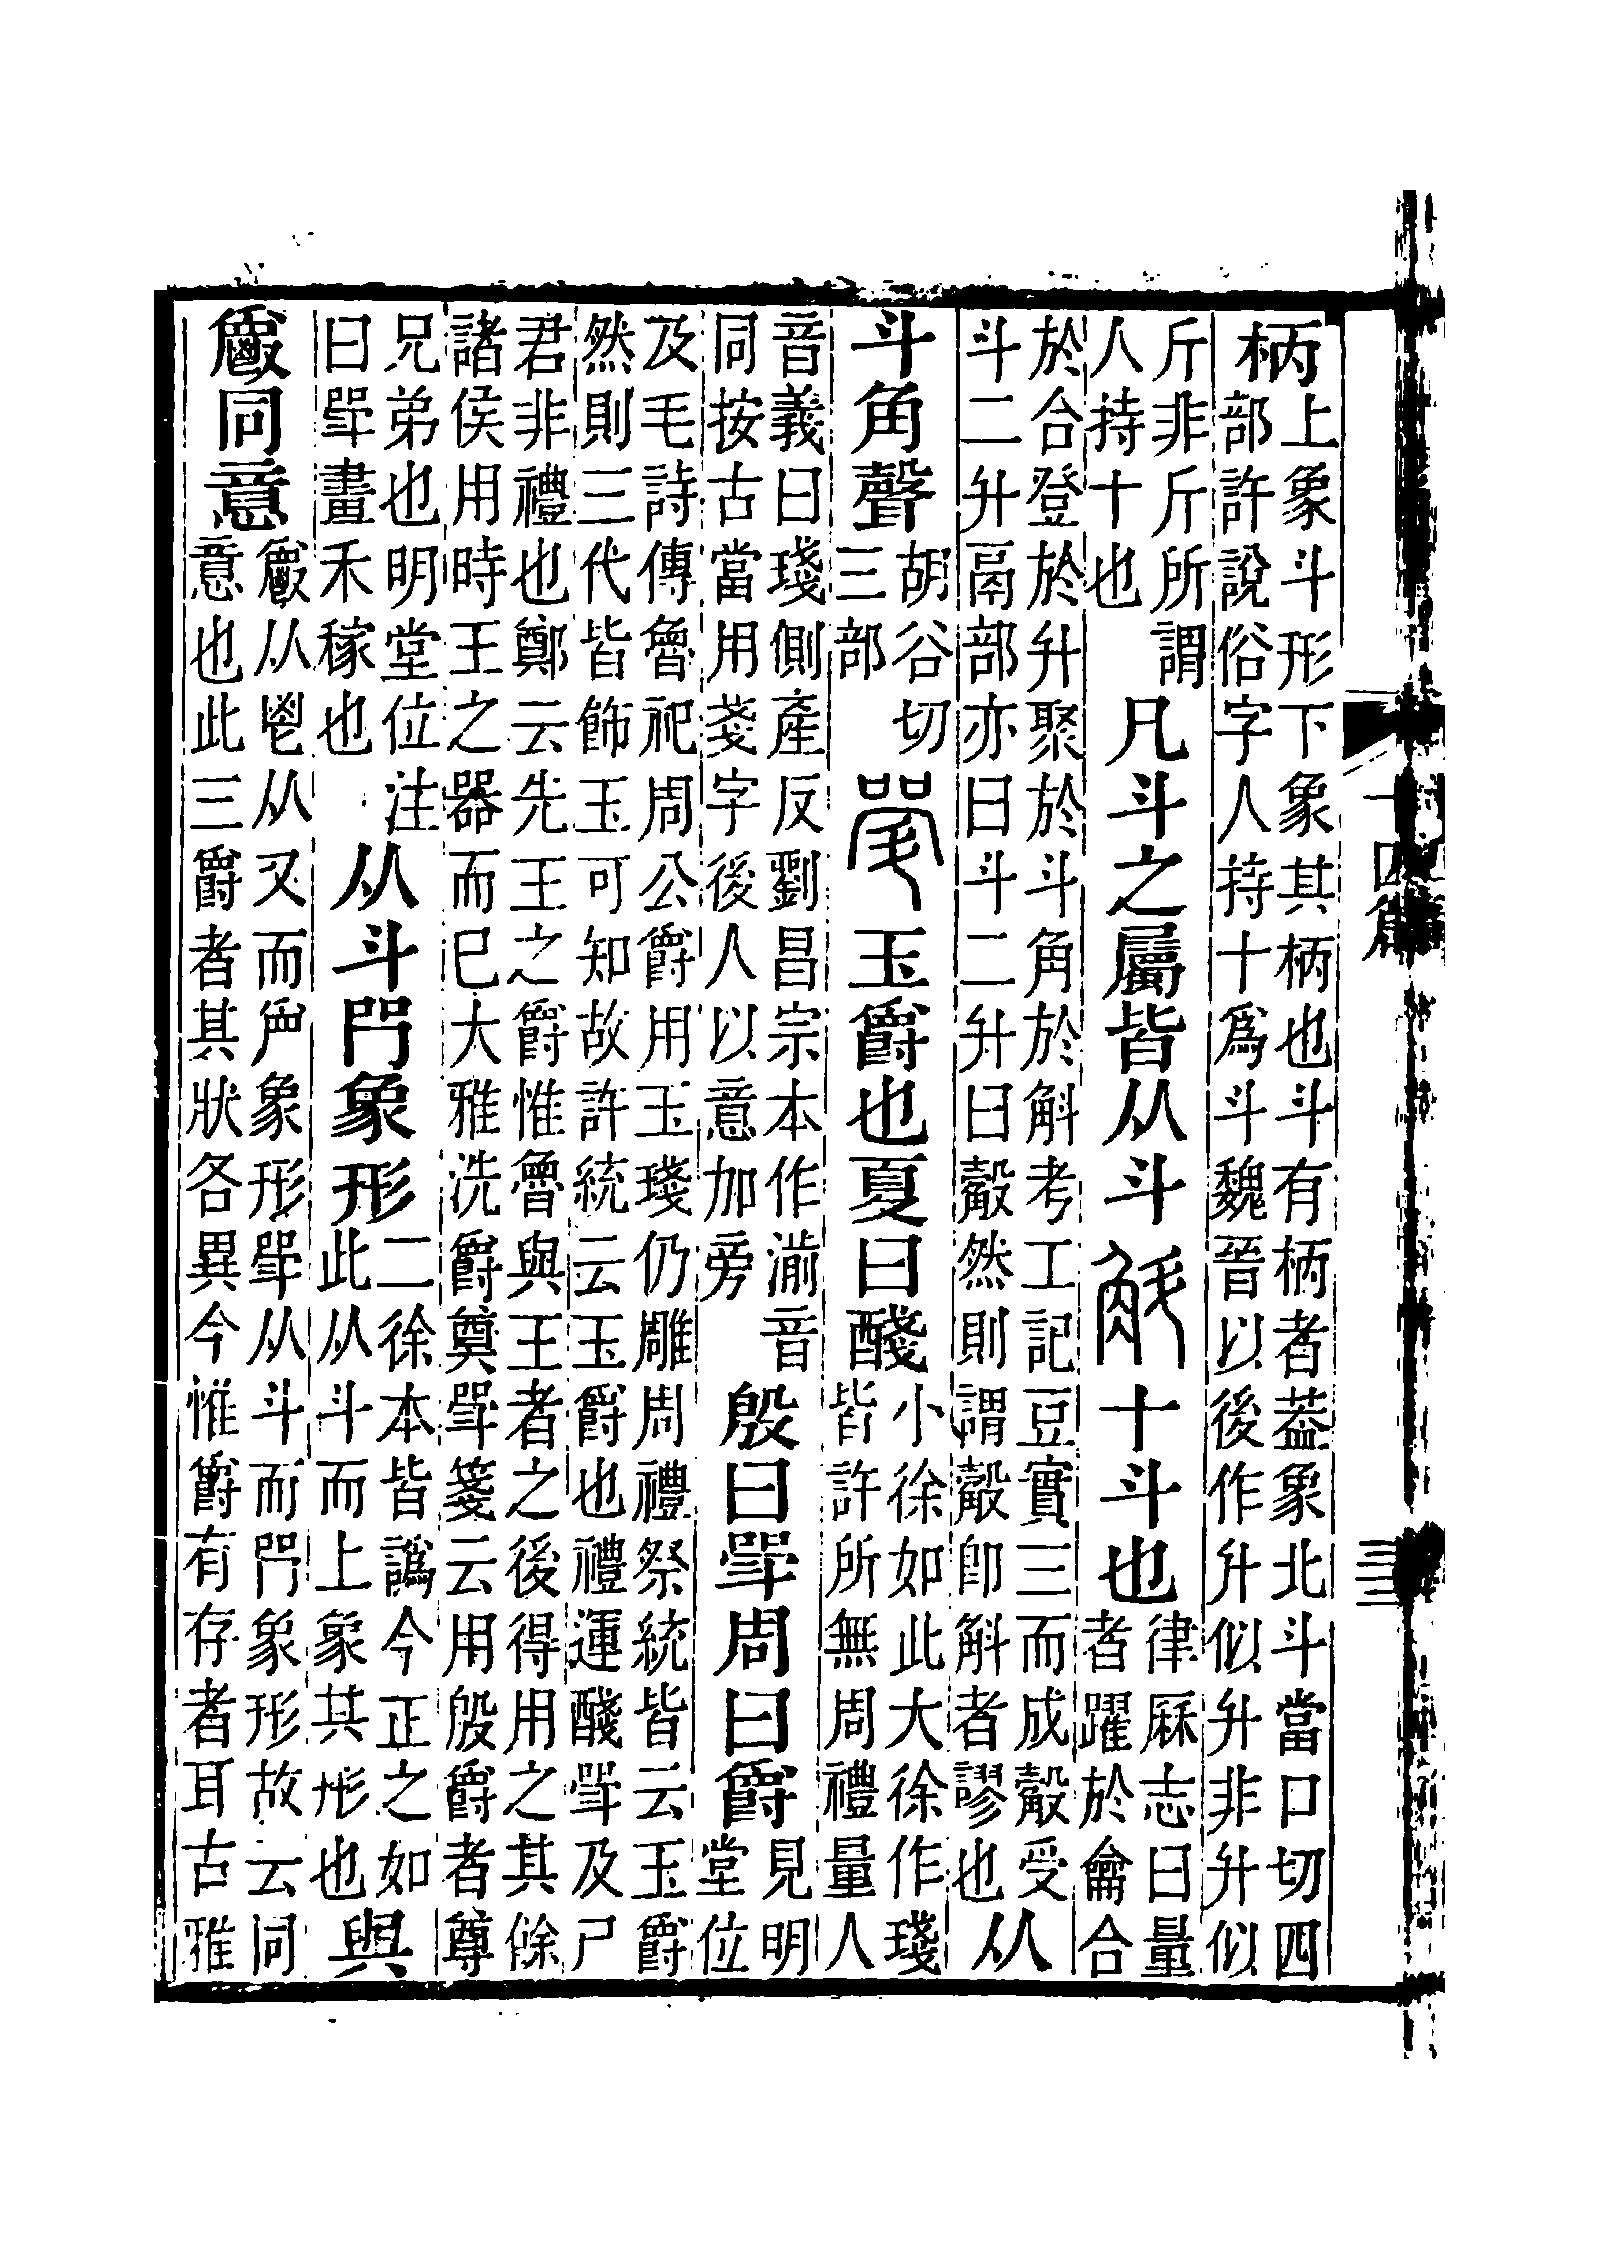 柄上象斗形下象其柄也斗有柄者葢象北斗當口切四部許說俗字人持十爲斗魏晉以後作升似升非升似
斤非斤所謂人持十也凡斗之屬皆从斗斛十斗也律厤志曰量者躍於龠合
於合登於升聚於斗角於斛考工記豆實三而成㲉受斗二升鬲部亦曰斗二升曰㲉然則謂㲉卽斛者謬也从
斗角聲胡谷切三部斝玉爵也夏曰醆小徐如此大徐作琖皆許所無周禮量人
音義曰琖側產反劉昌宗本作湔音同按古當用戔字後人以意加旁殷曰斝周曰爵見明堂位
及毛詩傳魯祀周公爵用玉琖仍雕周禮祭統皆云玉爵然則三代皆飾玉可知故許統云玉爵也禮運醆斝及尸
君非禮也鄭云先王之爵惟魯與王者之後得用之其餘諸侯用時王之器而巳大雅洗爵奠斝箋云用殷爵者尊
兄弟也明堂位注曰斝畫禾稼也从斗象形二徐本皆譌今正之如此从斗而上象其形也與
爵同意爵从鬯从又而象形斝从斗而象形故云同意也此三爵者其狀各異今惟爵有存者耳古雅
十四篇